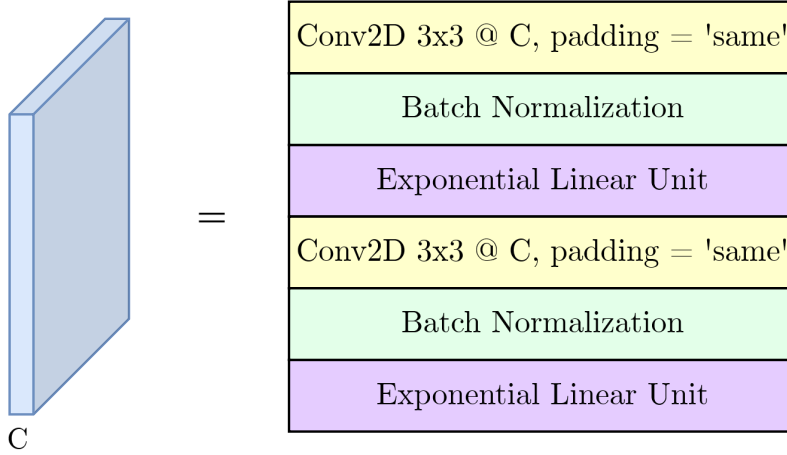 Conv2D 3x3 @ C, padding = 'same'
Batch Normalization
Exponential Linear Unit
=
Conv2D 3x3 @ C, padding = 'same'
Batch Normalization
Exponential Linear Unit
C